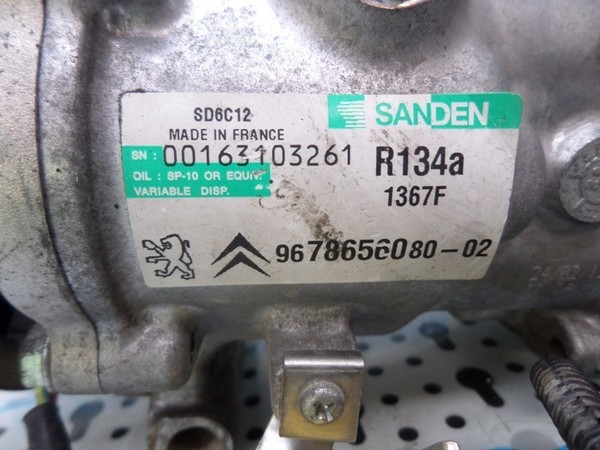 SD6C12
MADE IN FRANCE
SANDEN
SN : 00163103261
R134a
OIL : SP-10 OR EQUIV.
VARIABLE DISP.
1367F
9678656080-02